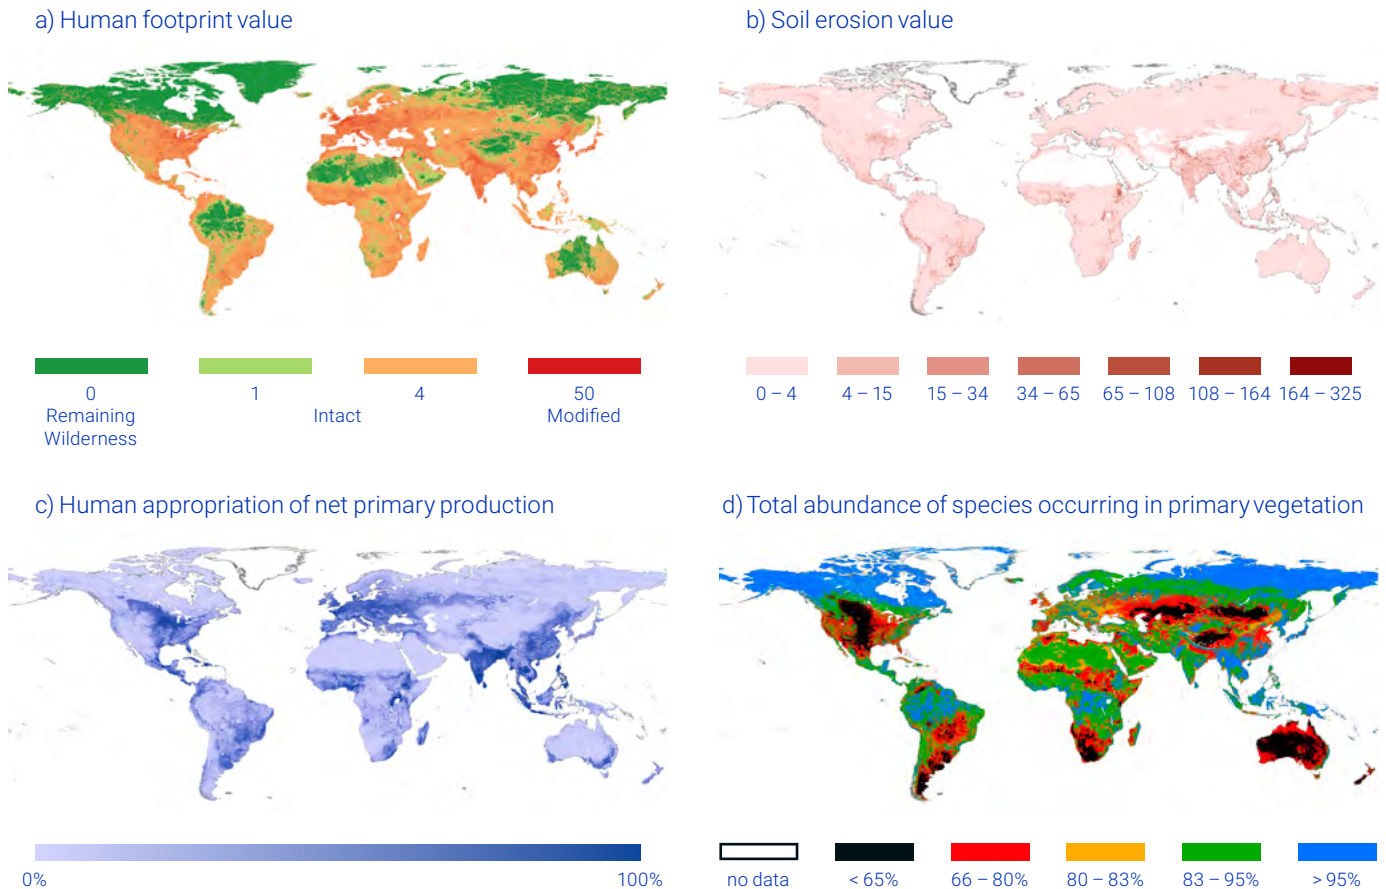 a) Human footprint value
0
1
4
50
Remaining
Wilderness
Intact
Modified
b) Soil erosion value
0 – 4
4 – 15
15 – 34
34 – 65
65 – 108
108 – 164
164 – 325
c) Human appropriation of net primary production
0%
100%
d) Total abundance of species occurring in primary vegetation
no data
< 65%
66 – 80%
80 – 83%
83 – 95%
> 95%